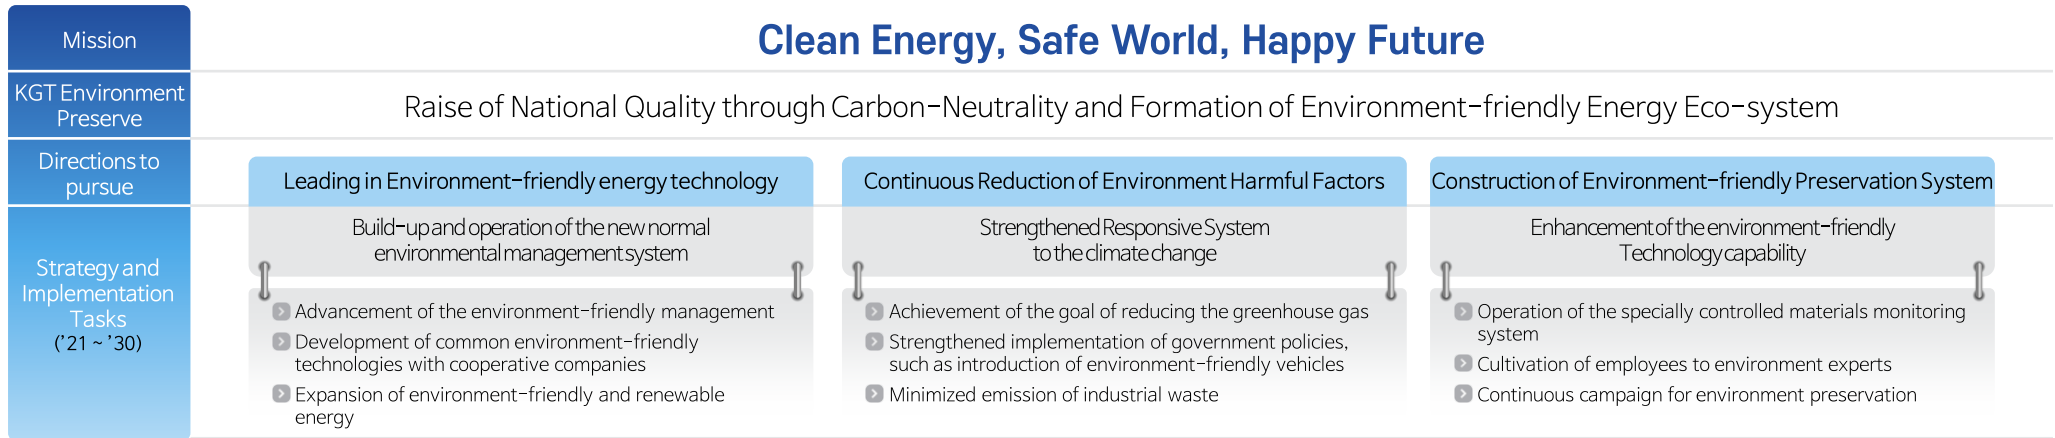 Mission
Clean Energy, Safe World, Happy Future
KGT Environment
Preserve
Raise of National Quality through Carbon-Neutrality and Formation of Environment-friendly Energy Eco-system
Directions to
pursue
Leading in Environment-friendly energy technology
Continuous Reduction of Environment Harmful Factors
Construction of Environment-friendly Preservation System
Strategy and
Implementation
Tasks
('21 ~ '30)
Build-up and operation of the new normal
environmental management system
Advancement of the environment-friendly management
Development of common environment-friendly
technologies with cooperative companies
Expansion of environment-friendly and renewable
energy
Strengthened Responsive System
to the climate change
Achievement of the goal of reducing the greenhouse gas
Strengthened implementation of government policies,
such as introduction of environment-friendly vehicles
Minimized emission of industrial waste
Enhancement of the environment-friendly
Technology capability
Operation of the specially controlled materials monitoring
system
Cultivation of employees to environment experts
Continuous campaign for environment preservation